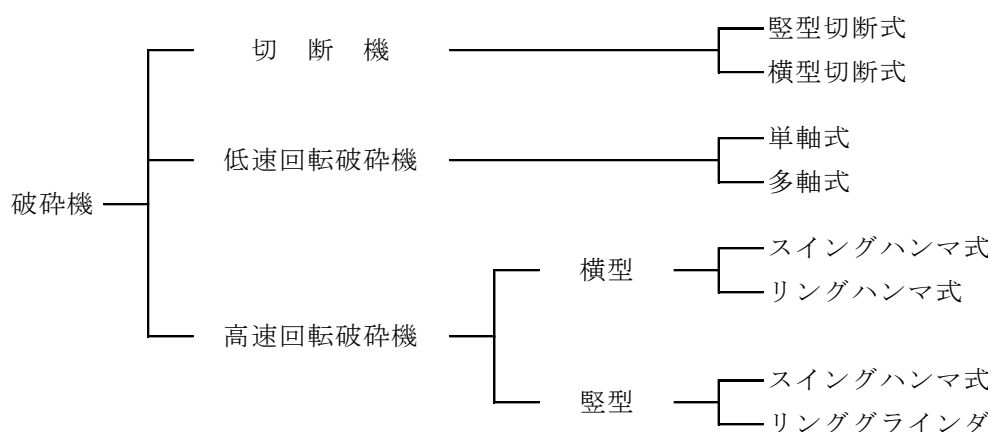 切　断　機
竪型切断式
横型切断式
低速回転破砕機
単軸式
多軸式
破砕機
横型
スイングハンマ式
リングハンマ式
高速回転破砕機
竪型
スイングハンマ式
リンググラインダ